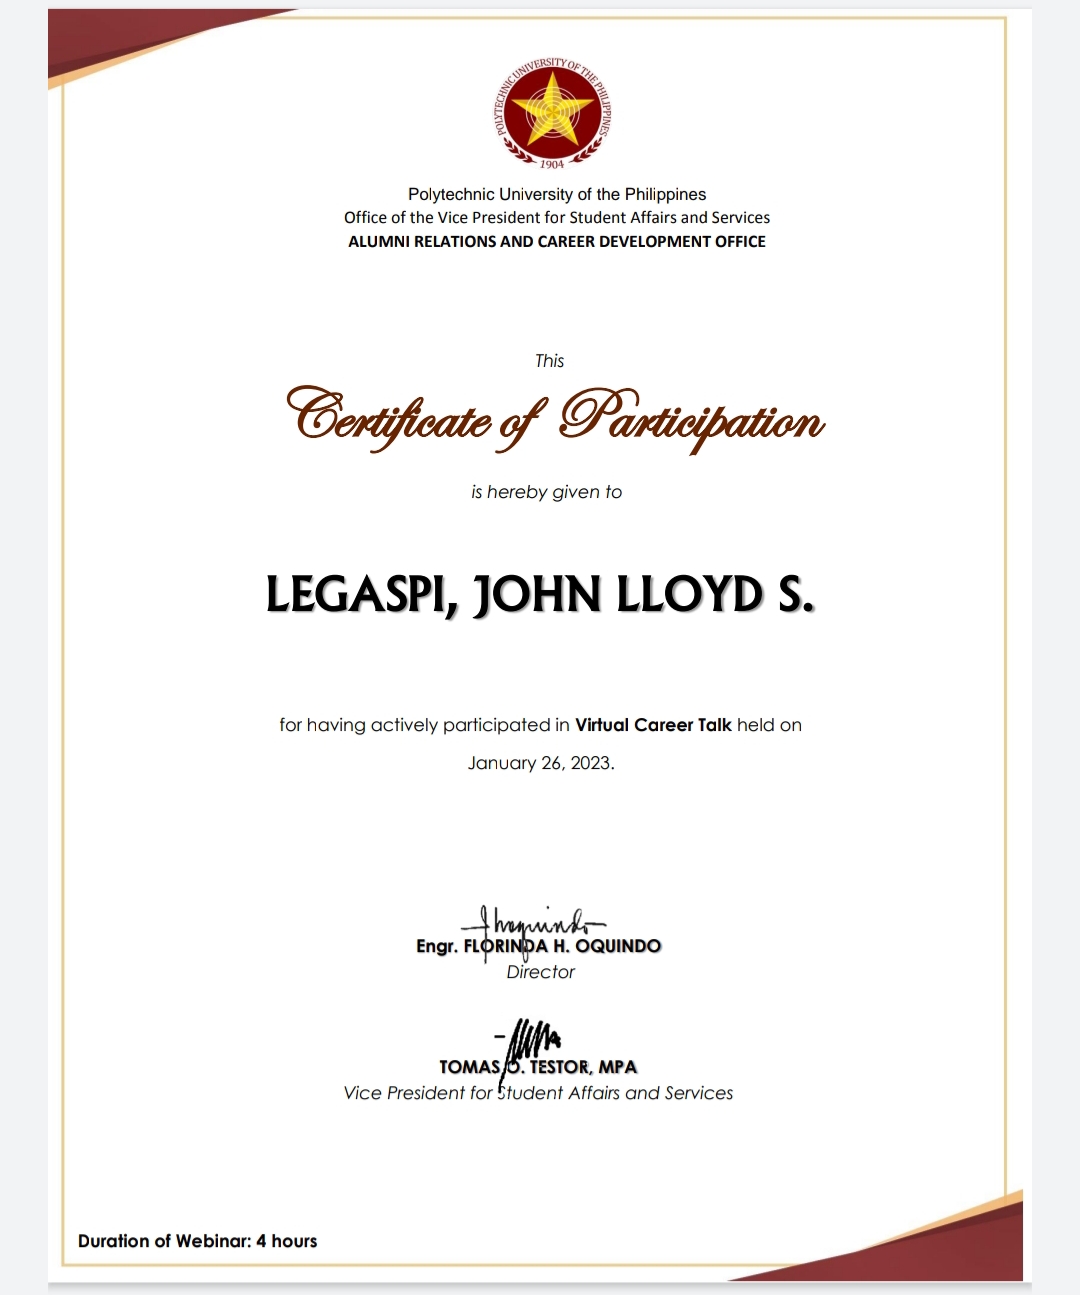 POLYTECHNIC UNIVERSITY OF THE PHILIPPINES
1904
Polytechnic University of the Philippines
Office of the Vice President for Student Affairs and Services
ALUMNI RELATIONS AND CAREER DEVELOPMENT OFFICE
This
Certificate of Participation
is hereby given to
LEGASPI, JOHN LLOYD S.
for having actively participated in Virtual Career Talk held on
January 26, 2023.
Engr. FLORINDA H. OQUINDO
Director
TOMAS O. TESTOR, MPA
Vice President for Student Affairs and Services
Duration of Webinar: 4 hours